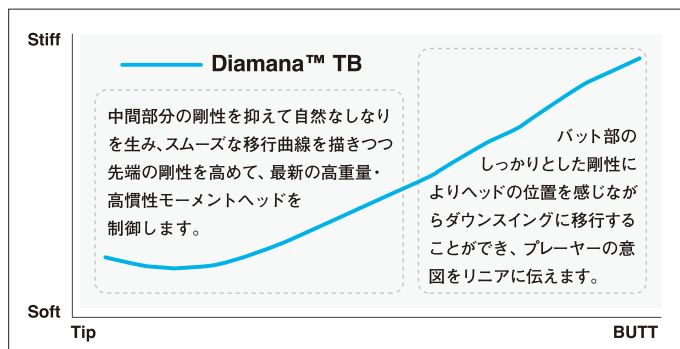 Stiff
Diamana™ TB
中間部分の剛性を抑えて自然なしなり
を生み、スムーズな移行曲線を描きつつ
先端の剛性を高めて、最新の高重量・
高慣性モーメントヘッドを
制御します。
バット部の
しっかりとした剛性に
よりヘッドの位置を感じなが
らダウンスイングに移行する
ことができ、プレーヤーの意
図をリニアに伝えます。
Soft
Tip
BUTT